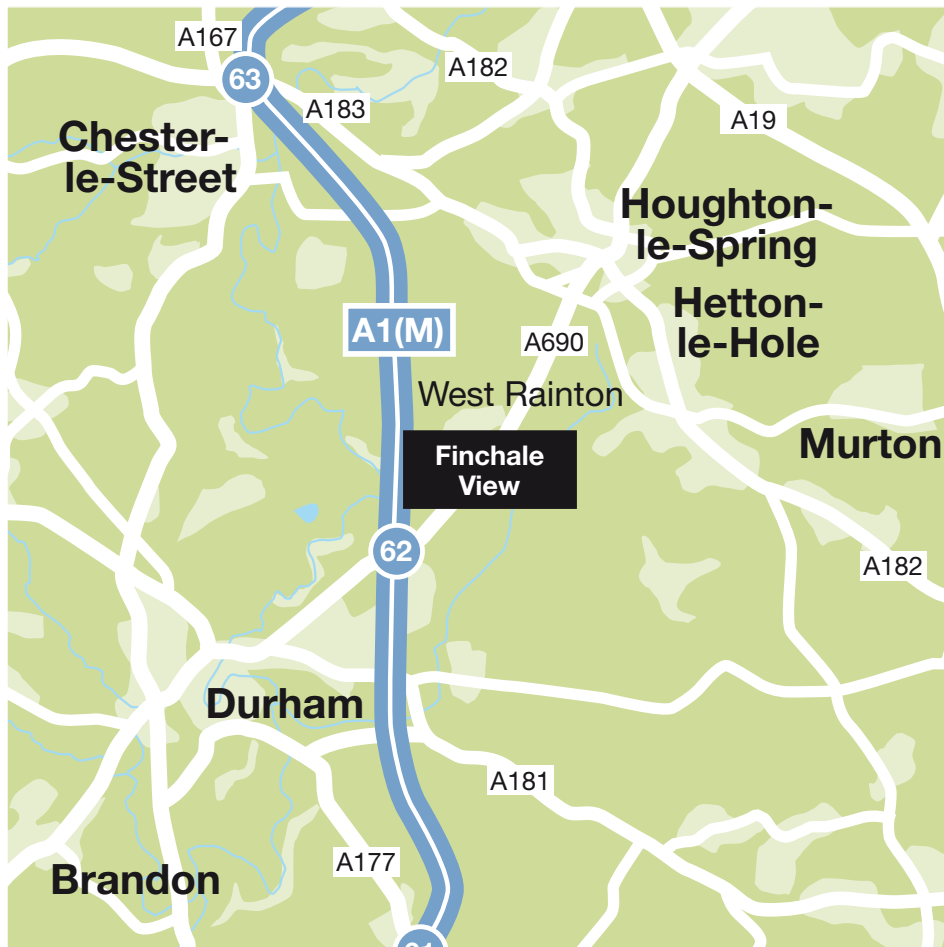 A167
A182
63
A183
A19
Chester-
le-Street
Houghton-
le-Spring
Hetton-
le-Hole
A1(M)
A690
West Rainton
Murton
Finchale
View
62
A182
Durham
A181
A177
Brandon